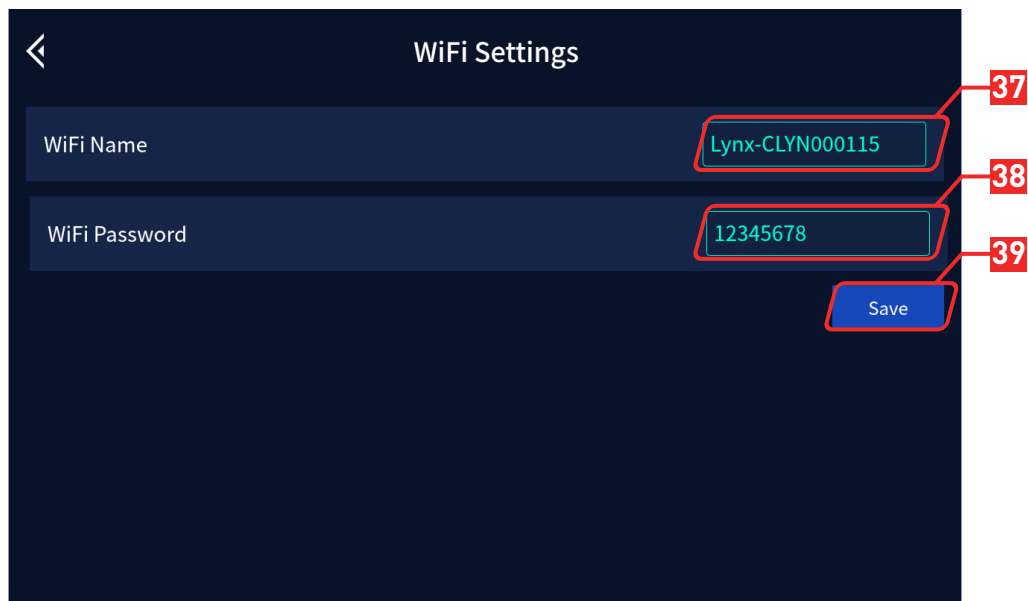 WiFi Settings
37
WiFi Name
Lynx-CLYN000115
38
WiFi Password
12345678
39
Save